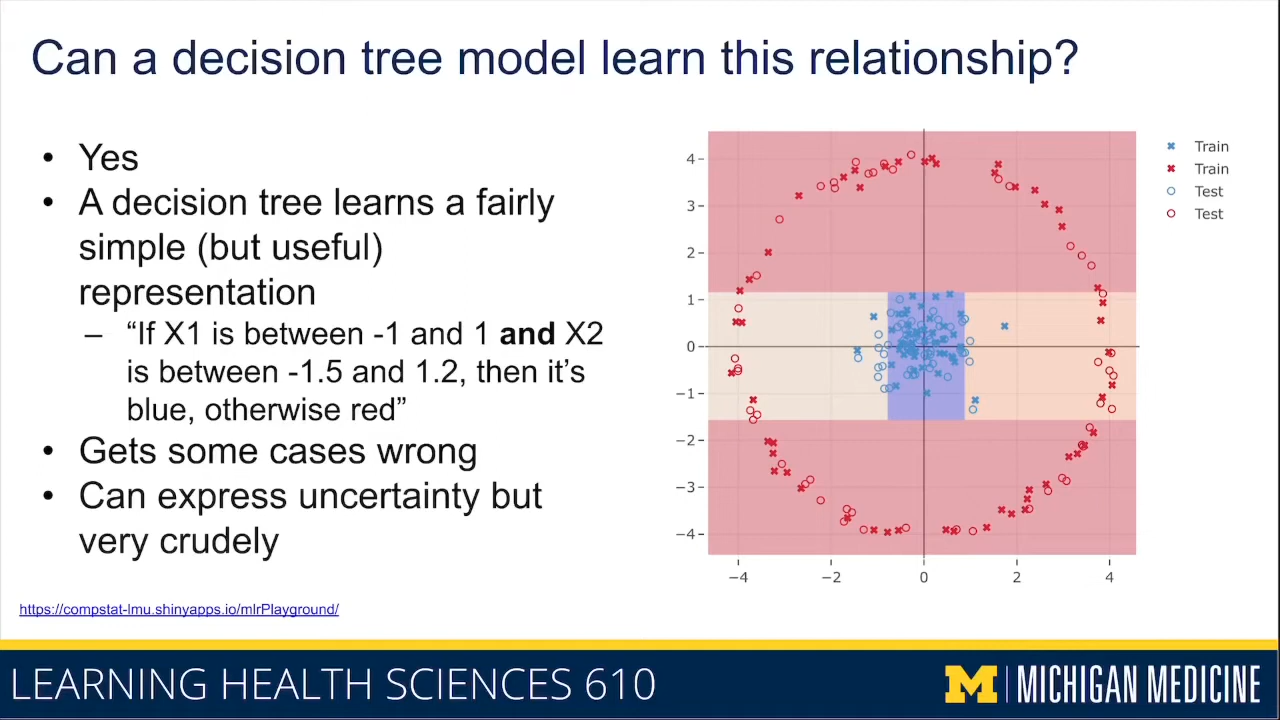 Can a decision tree model learn this relationship?
• Yes
• A decision tree learns a fairly
simple (but useful)
representation
– “If X1 is between -1 and 1 and X2
is between -1.5 and 1.2, then it’s
blue, otherwise red”
• Gets some cases wrong
• Can express uncertainty but
very crudely
https://compstat-lmu.shinyapps.io/mlrPlayground/
4
3
2
1
0
−1
−2
−3
−4
−4 −2 0 2 4
Train
Train
Test
Test
LEARNING HEALTH SCIENCES 610
M MICHIGAN MEDICINE